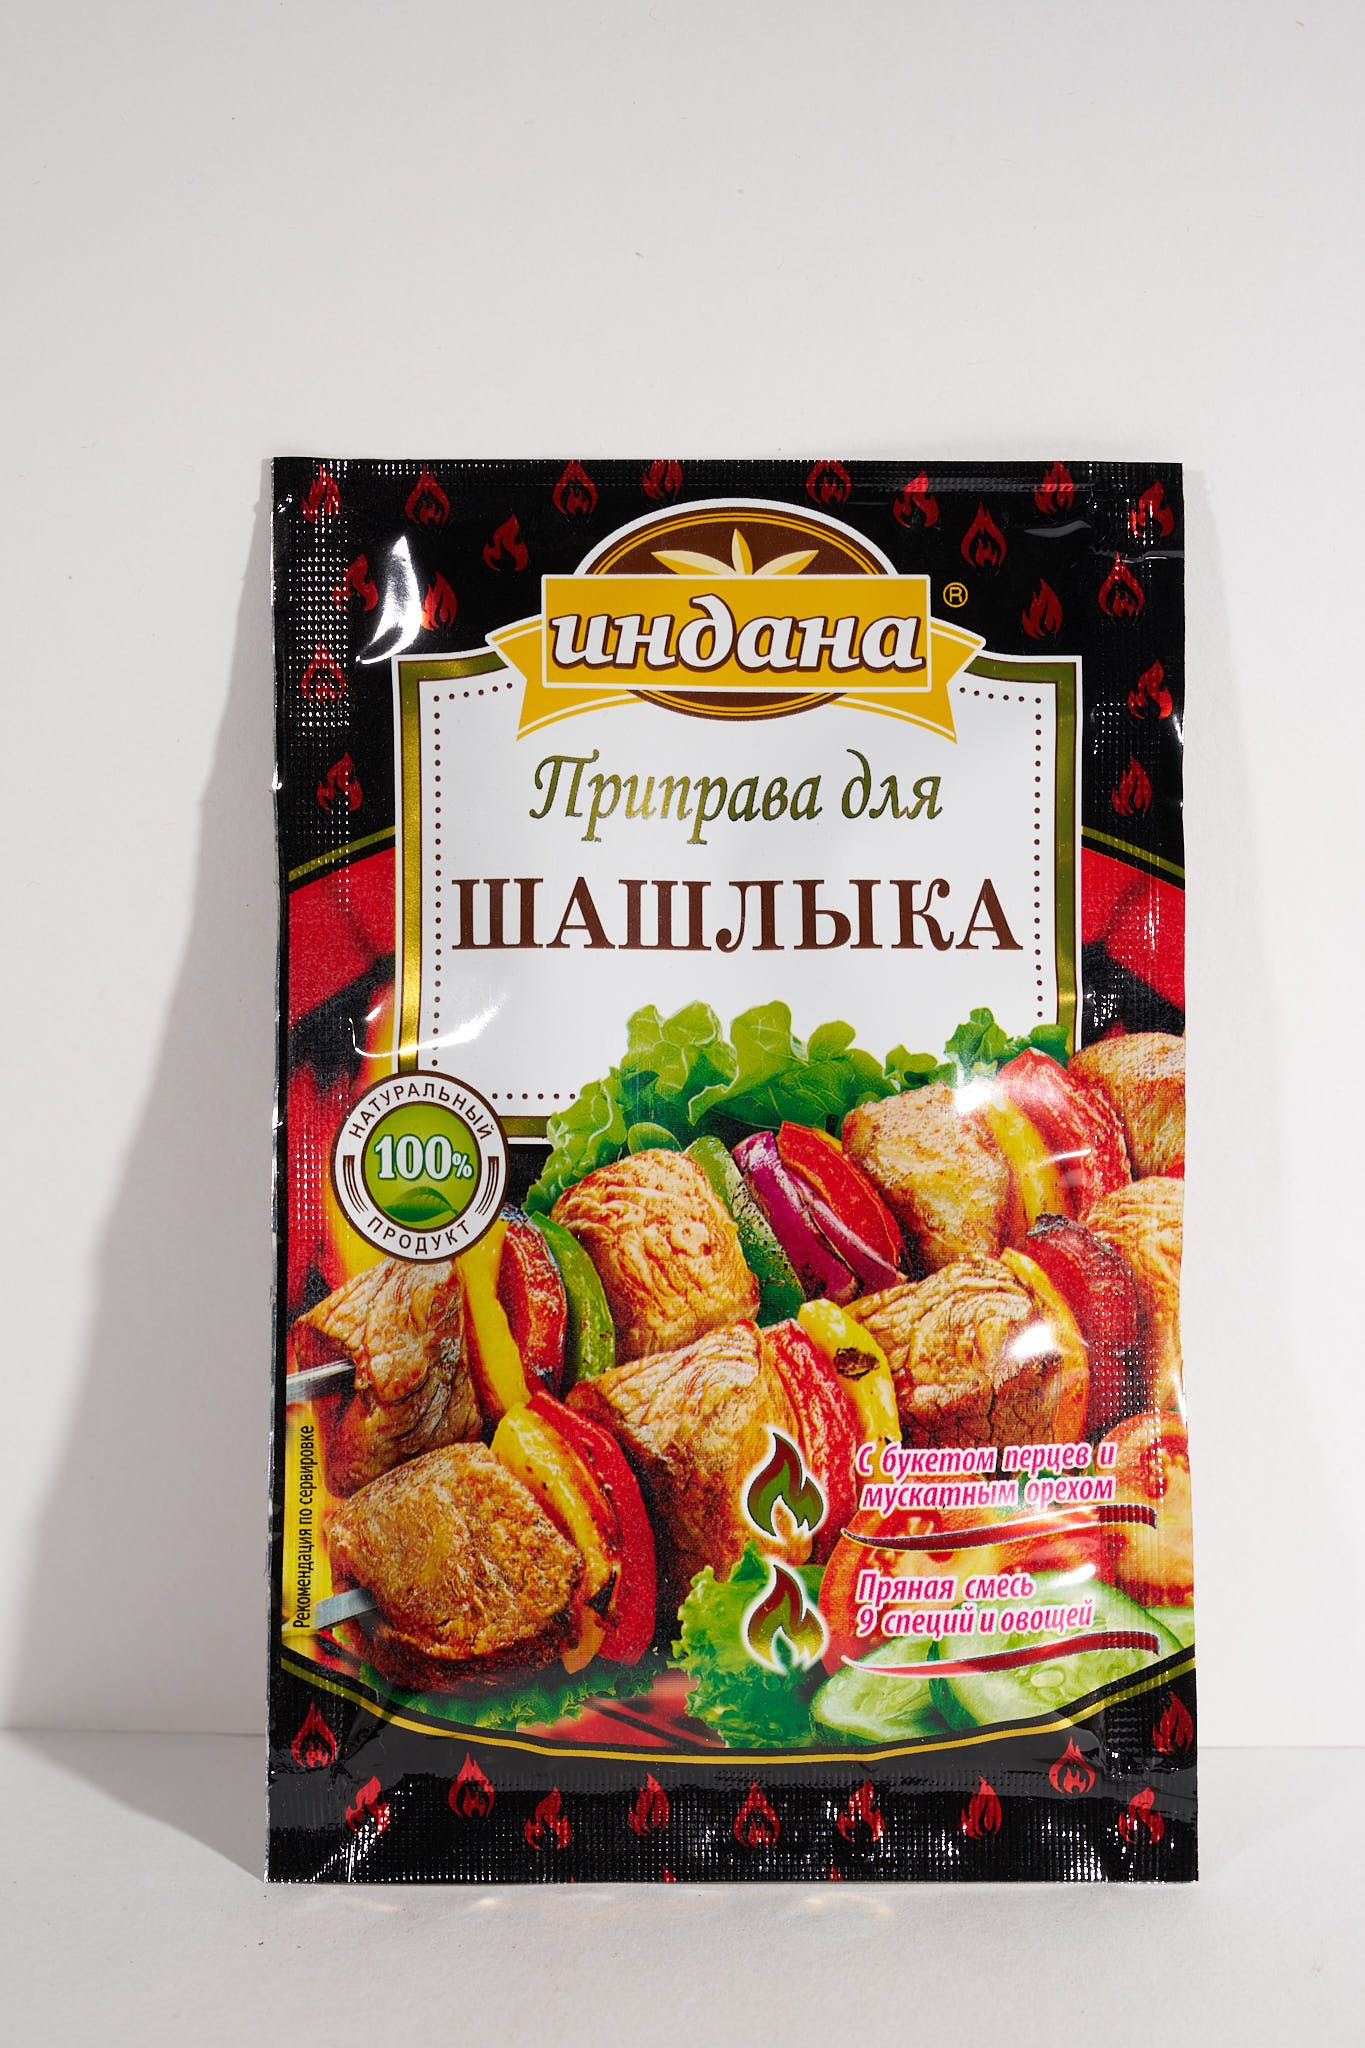 индана
®
Приправа для
ШАШЛЫКА
НАТУРАЛЬНЫЙ
100%
ПРОДУКТ
С букетом перцев и
мускатным орехом
Пряная смесь
9 специй и овощей
Рекомендация по сервировке